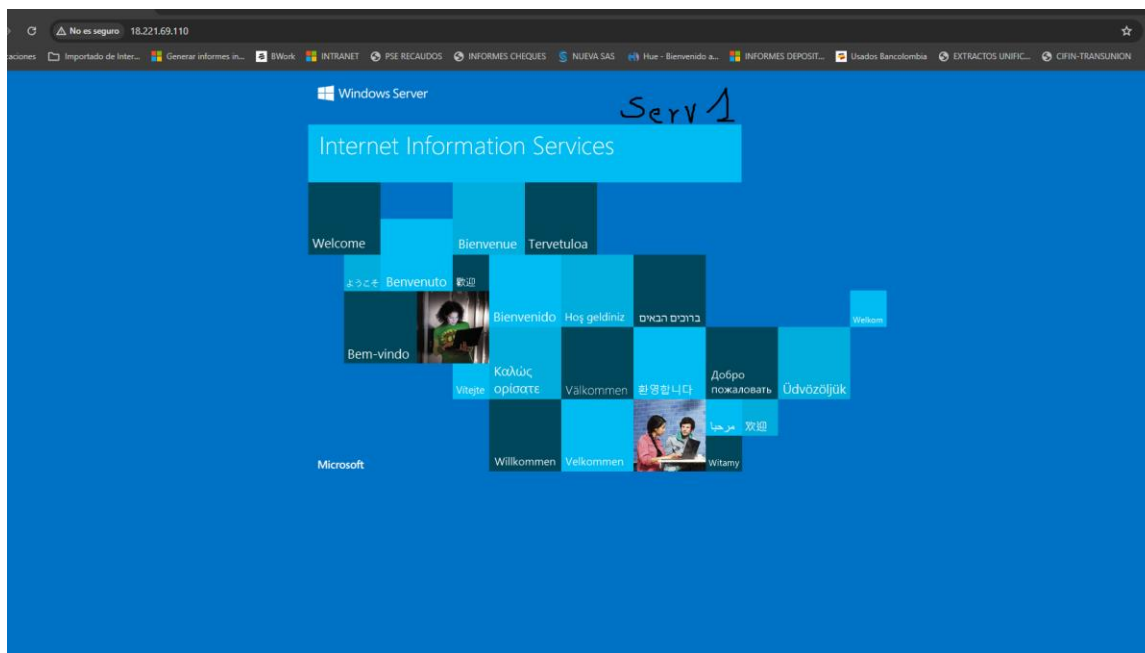 No es seguro 18.221.69.110
Importado de Inter... Generar informes in... BWork INTRANET PSE RECAUDOS INFORMES CHEQUES NUEVA SAS Hue - Bienvenido a... INFORMES DEPOSIT... Usados Bancolombia EXTRACTOS UNIFIC... CIFIN-TRANSUNION
Windows Server
Serv 1
Internet Information Services
Welcome
Bienvenue
Tervetuloa
ようこそ
Benvenuto
歡迎
Bienvenido
Hoş geldiniz
ברוכים הבאים
Welkom
Bem-vindo
Vítejte
Καλώς
ορίσατε
Välkommen
환영합니다
Добро
пожаловать
Üdvözöljük
مرحبا
欢迎
Microsoft
Willkommen
Velkommen
Witamy